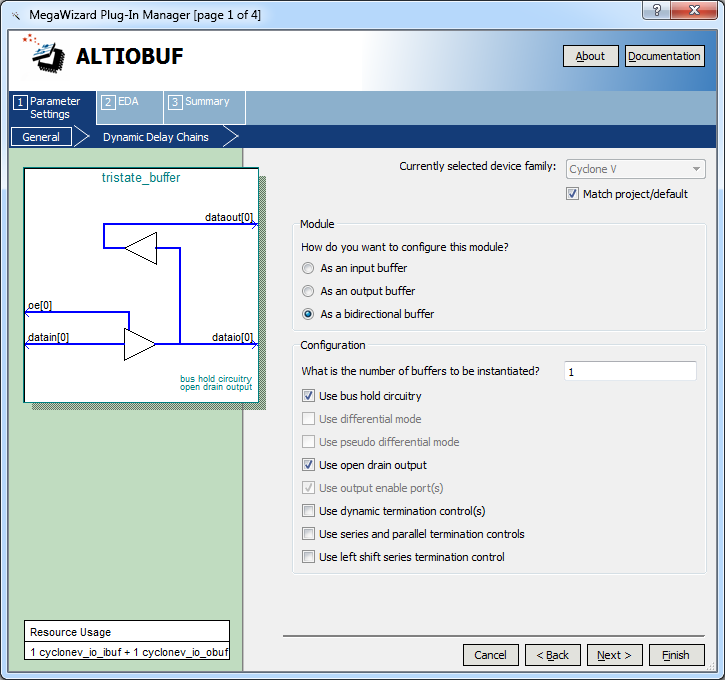 MegaWizard Plug-In Manager [page 1 of 4]
ALTIOBUF
About
Documentation
1 Parameter Settings
2 EDA
3 Summary
General
Dynamic Delay Chains
tristate_buffer
dataout[0]
oe[0]
datain[0]
dataio[0]
bus hold circuitry
open drain output
Resource Usage
1 cyclonev_io_ibuf + 1 cyclonev_io_obuf
Currently selected device family:
Cyclone V
Match project/default
Module
How do you want to configure this module?
As an input buffer
As an output buffer
As a bidirectional buffer
Configuration
What is the number of buffers to be instantiated?
1
Use bus hold circuitry
Use differential mode
Use pseudo differential mode
Use open drain output
Use output enable port(s)
Use dynamic termination control(s)
Use series and parallel termination controls
Use left shift series termination control
Cancel
< Back
Next >
Finish